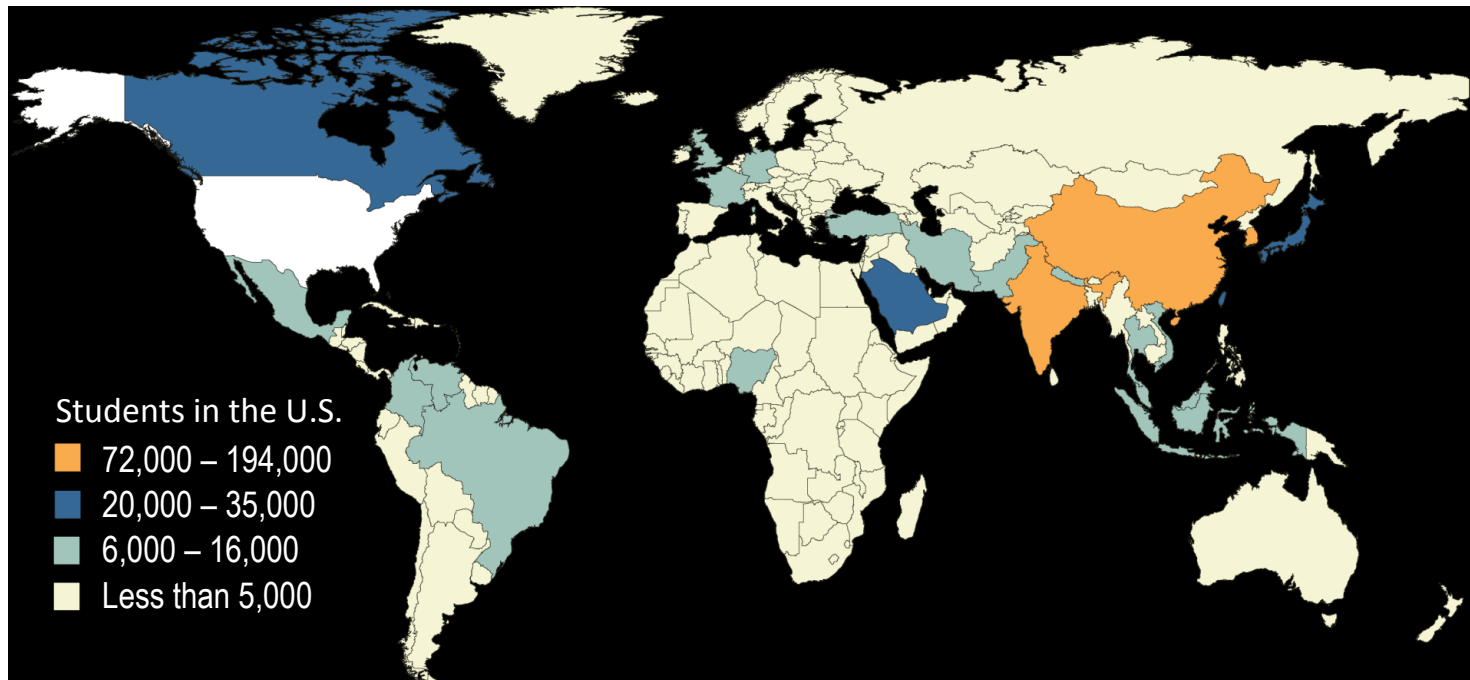 Students in the U.S.
72,000 – 194,000
20,000 – 35,000
6,000 – 16,000
Less than 5,000